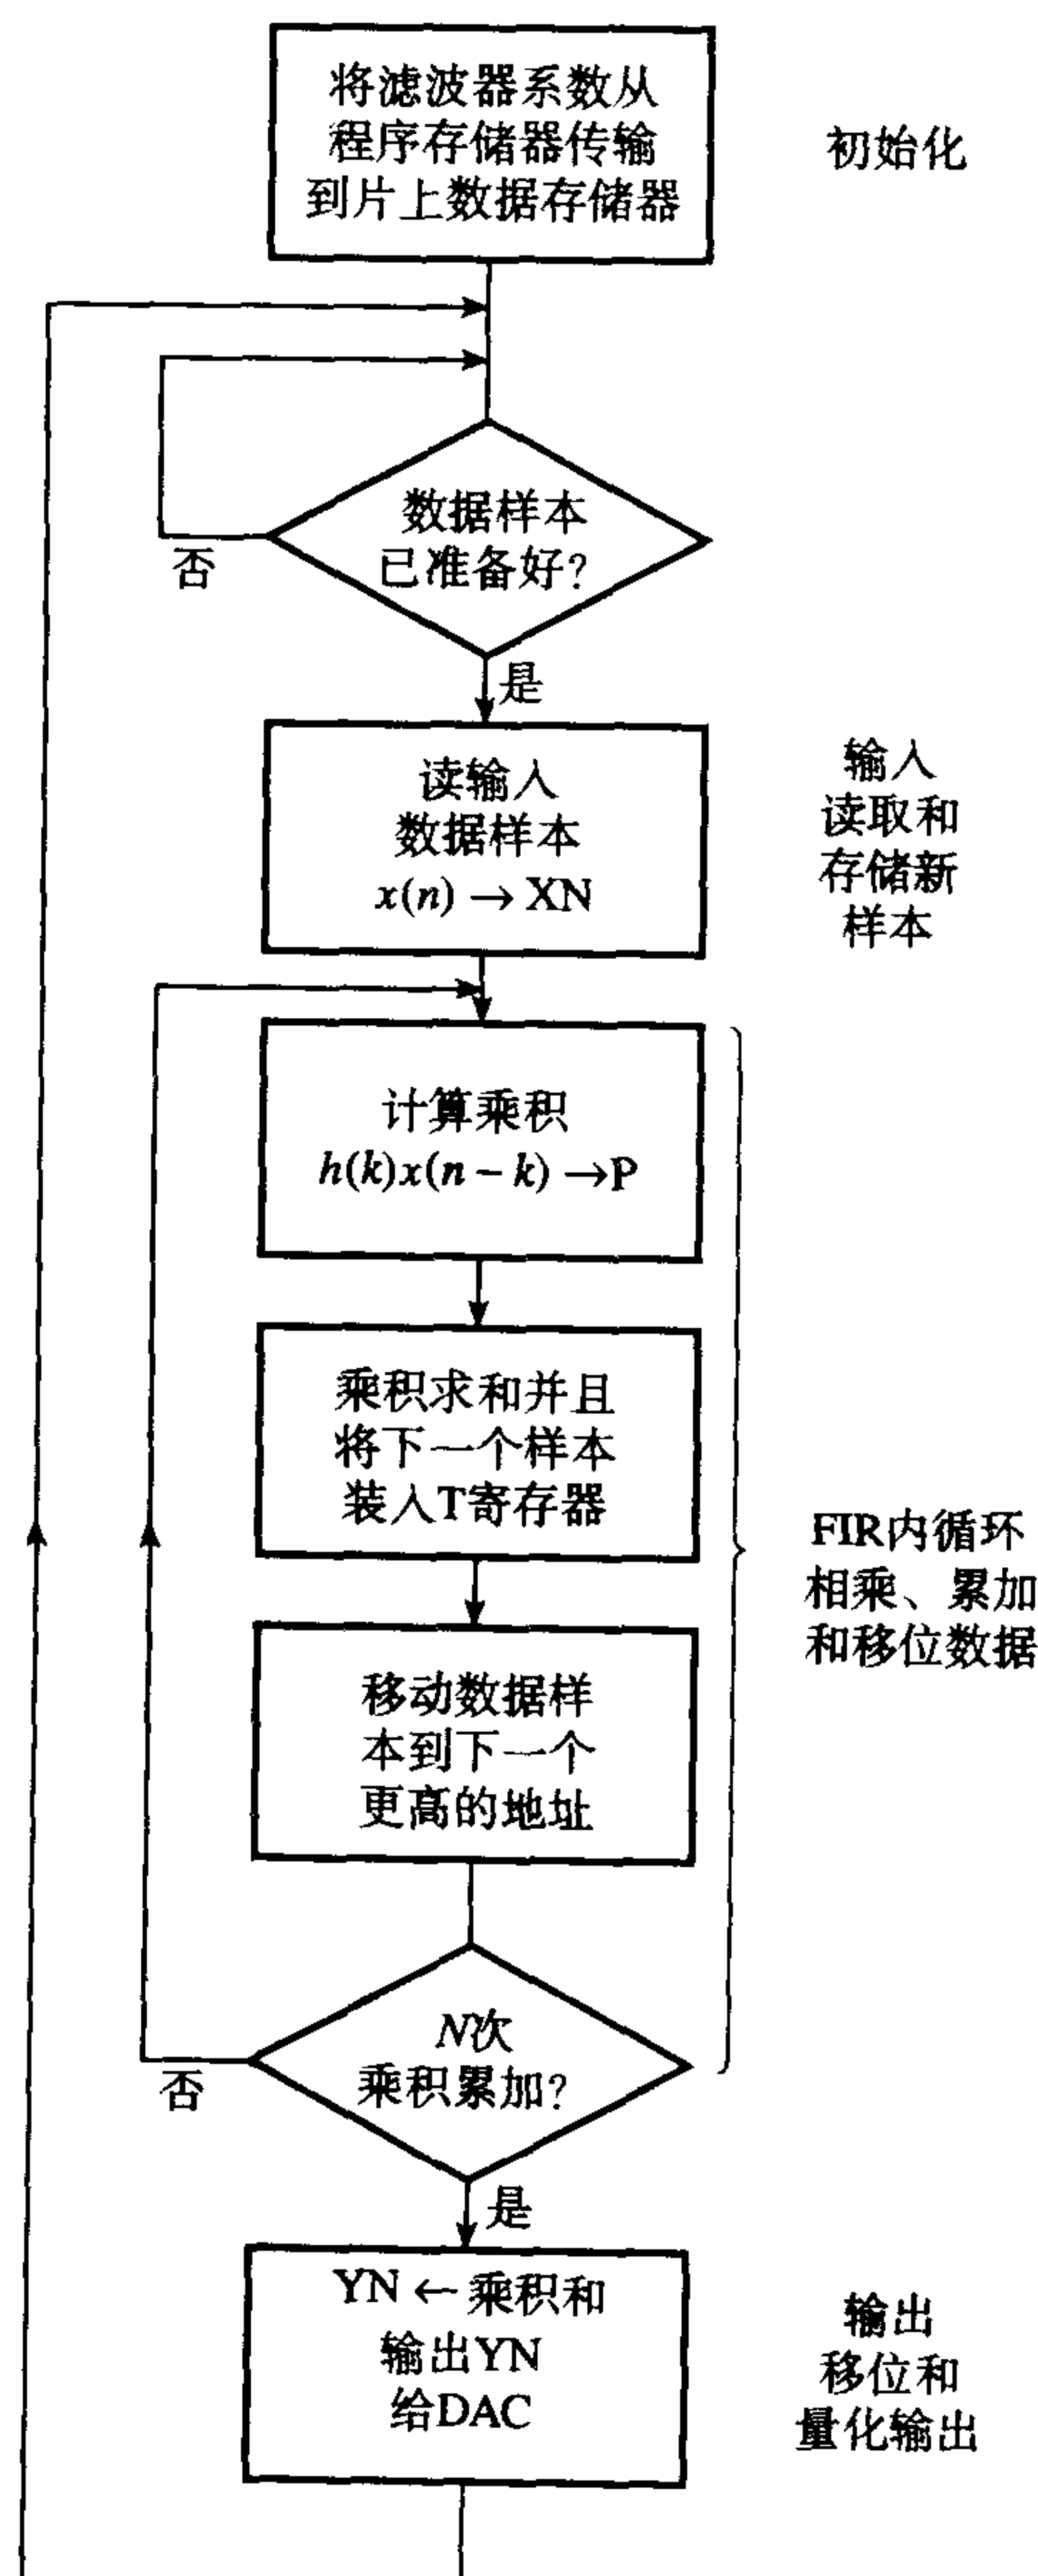 将滤波器系数从
程序存储器传输
到片上数据存储器
初始化
数据样本
已准备好?
否
是
读输入
数据样本
x(n) → XN
输入
读取和
存储新
样本
计算乘积
h(k)x(n − k) →P
乘积求和并且
将下一个样本
装入T寄存器
移动数据样
本到下一个
更高的地址
FIR内循环
相乘、累加
和移位数据
N次
乘积累加?
否
是
YN ← 乘积和
输出YN
给DAC
输出
移位和
量化输出